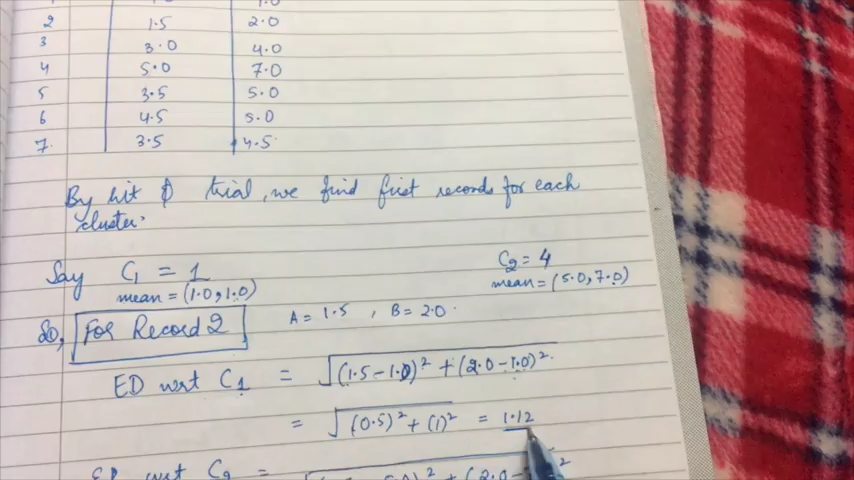 1.0
2 1.5 2.0
3 3.0 4.0
4 5.0 7.0
5 3.5 5.0
6 4.5 5.0
7. 3.5 4.5
By hit & trial, we find first records for each
cluster.
Say C₁ = 1 C₂ = 4
mean = (1.0, 1.0) mean = (5.0, 7.0)
So, For Record 2 A = 1.5 , B = 2.0
ED wrt C₁ = √(1.5 - 1.0)² + (2.0 - 1.0)²
= √(0.5)² + (1)² = 1.12
ED wrt C₂ =